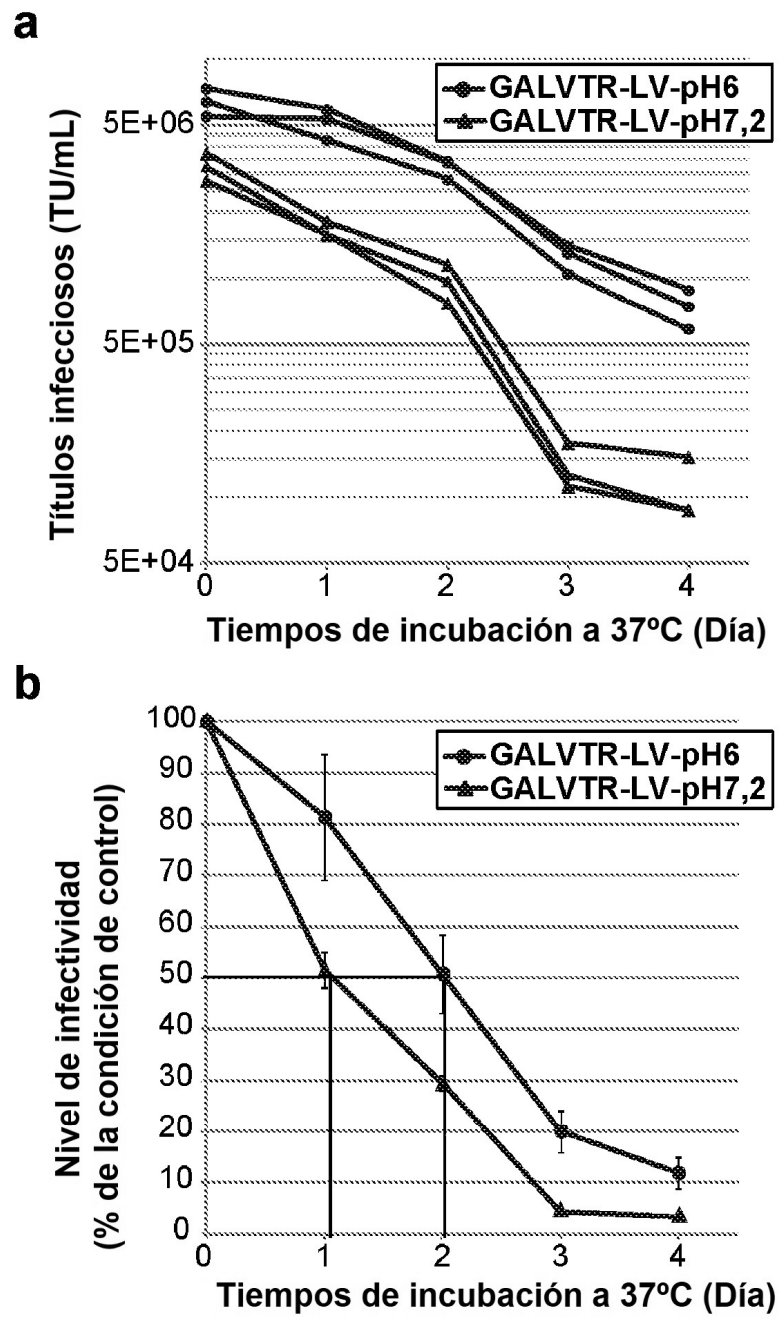 a
GALVTR-LV-pH6
GALVTR-LV-pH7,2
Títulos infecciosos (TU/mL)
5E+06
5E+05
5E+04
0 1 2 3 4
Tiempos de incubación a 37ºC (Día)
b
GALVTR-LV-pH6
GALVTR-LV-pH7,2
Nivel de infectividad
(% de la condición de control)
100
90
80
70
60
50
40
30
20
10
0
0 1 2 3 4
Tiempos de incubación a 37ºC (Día)